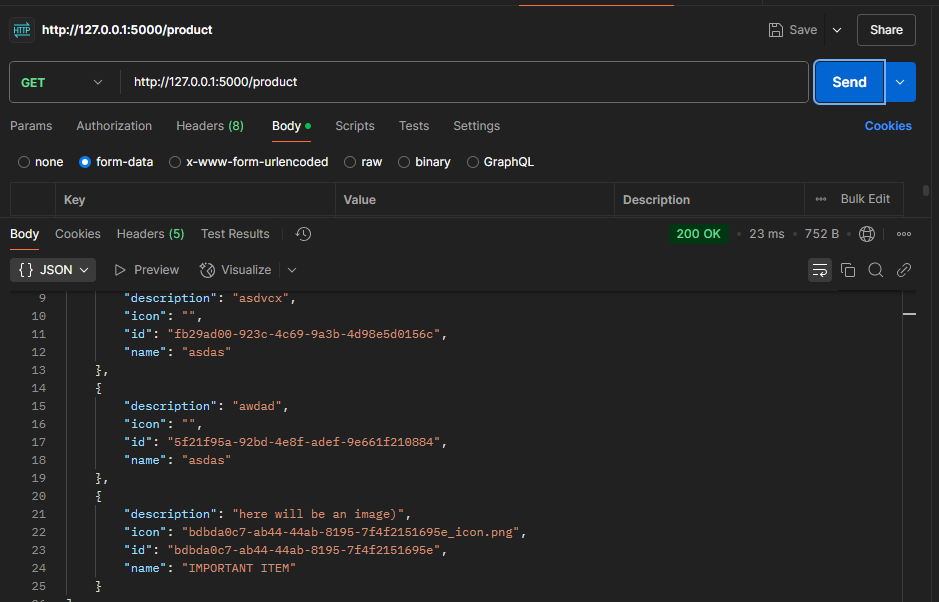 HTTP http://127.0.0.1:5000/product Save Share
GET http://127.0.0.1:5000/product Send
Params Authorization Headers (8) Body Scripts Tests Settings Cookies
none form-data x-www-form-urlencoded raw binary GraphQL
Key Value Description Bulk Edit
Body Cookies Headers (5) Test Results 200 OK 23 ms 752 B
{} JSON Preview Visualize
9 "description": "asdvcx",
10 "icon": "",
11 "id": "fb29ad00-923c-4c69-9a3b-4d98e5d0156c",
12 "name": "asdas"
13 },
14 {
15 "description": "awdad",
16 "icon": "",
17 "id": "5f21f95a-92bd-4e8f-adef-9e661f210884",
18 "name": "asdas"
19 },
20 {
21 "description": "here will be an image)",
22 "icon": "bdbda0c7-ab44-44ab-8195-7f4f2151695e_icon.png",
23 "id": "bdbda0c7-ab44-44ab-8195-7f4f2151695e",
24 "name": "IMPORTANT ITEM"
25 }